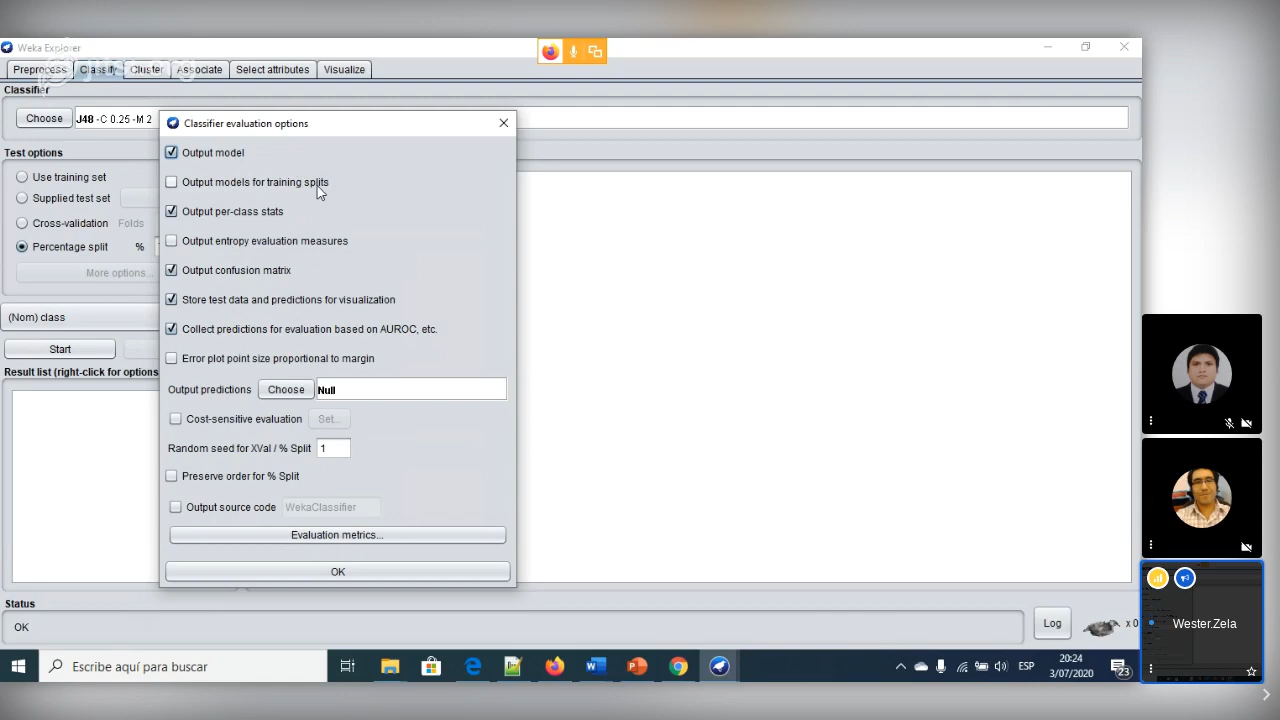 Weka Explorer
Preprocess Classify Cluster Associate Select attributes Visualize
Classifier
Choose J48 -C 0.25 -M 2
Classifier evaluation options
Test options
Use training set
Supplied test set
Cross-validation Folds
Percentage split %
More options...
(Nom) class
Start
Result list (right-click for options
Output model
Output models for training splits
Output per-class stats
Output entropy evaluation measures
Output confusion matrix
Store test data and predictions for visualization
Collect predictions for evaluation based on AUROC, etc.
Error plot point size proportional to margin
Output predictions Choose Null
Cost-sensitive evaluation Set...
Random seed for XVal / % Split 1
Preserve order for % Split
Output source code WekaClassifier
Evaluation metrics...
OK
Status
OK
Log x 0
Wester.Zela
Escribe aquí para buscar
ESP
20:24
3/07/2020
23